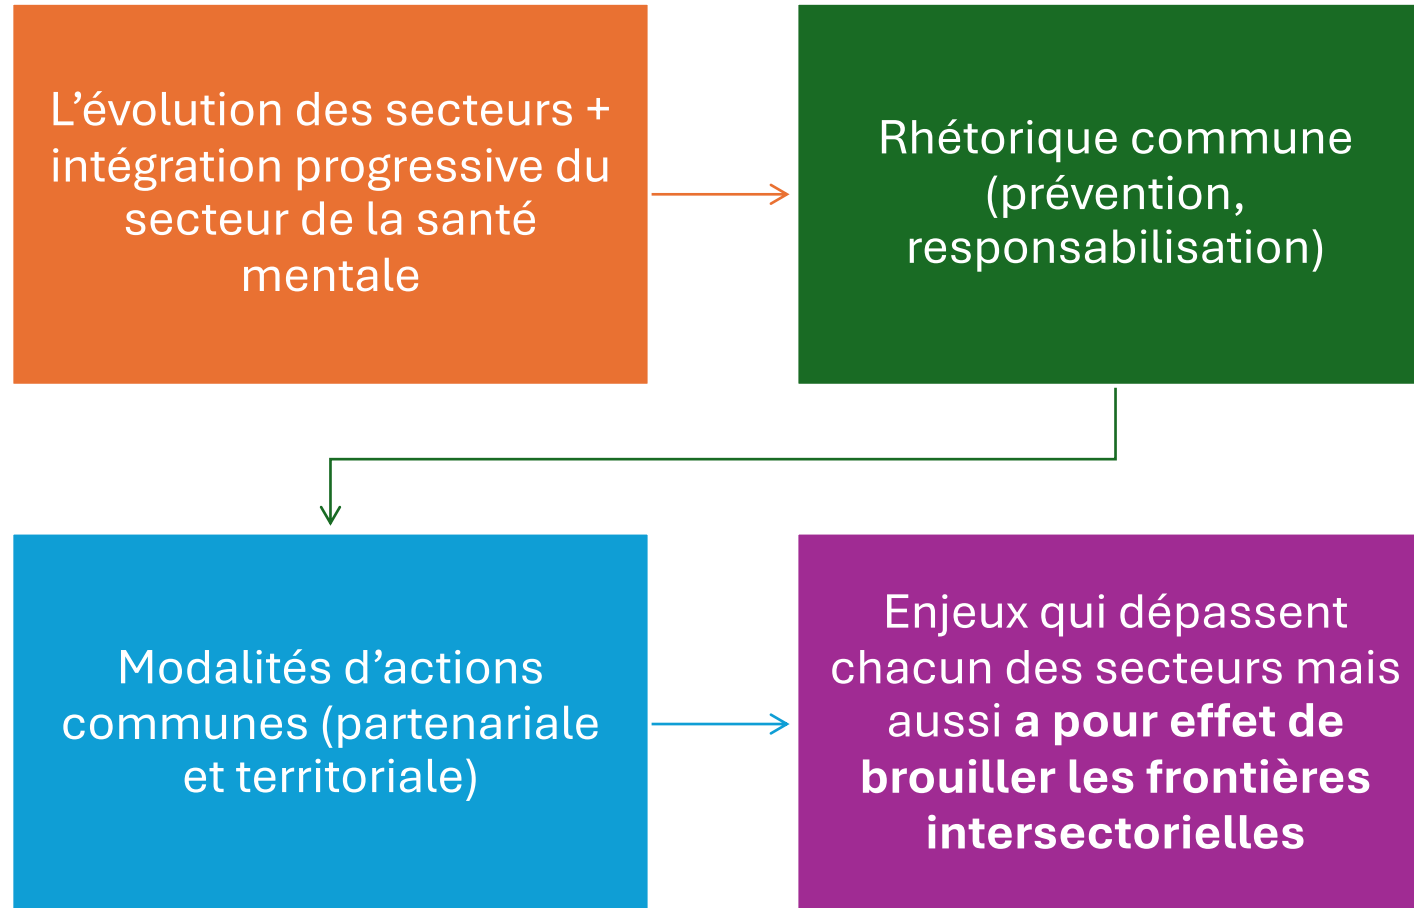 L’évolution des secteurs +
intégration progressive du
secteur de la santé
mentale
Rhétorique commune
(prévention,
responsabilisation)
Modalités d’actions
communes (partenariale
et territoriale)
Enjeux qui dépassent
chacun des secteurs mais
aussi a pour effet de
brouiller les frontières
intersectorielles